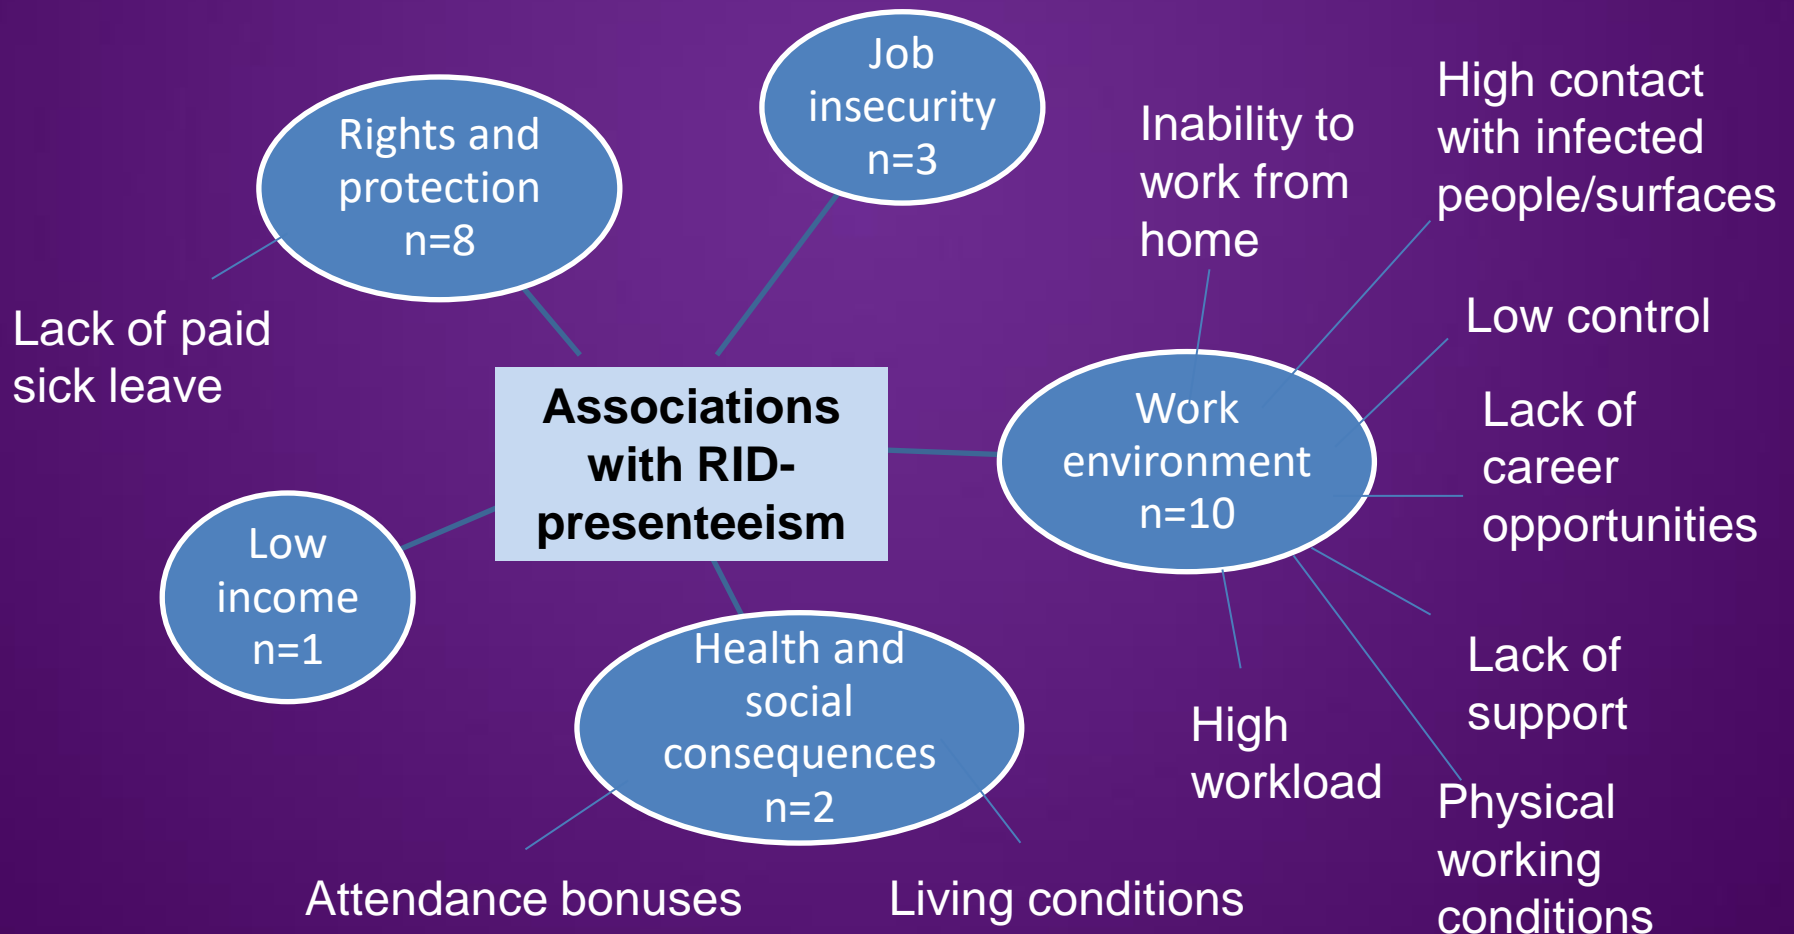 Job
insecurity
n=3
Rights and
protection
n=8
Inability to
work from
home
High contact
with infected
people/surfaces
Lack of paid
sick leave
Low control
Associations
with RID-
presenteeism
Work
environment
n=10
Lack of
career
opportunities
Low
income
n=1
Health and
social
consequences
n=2
Lack of
support
High
workload
Physical
working
conditions
Attendance bonuses
Living conditions